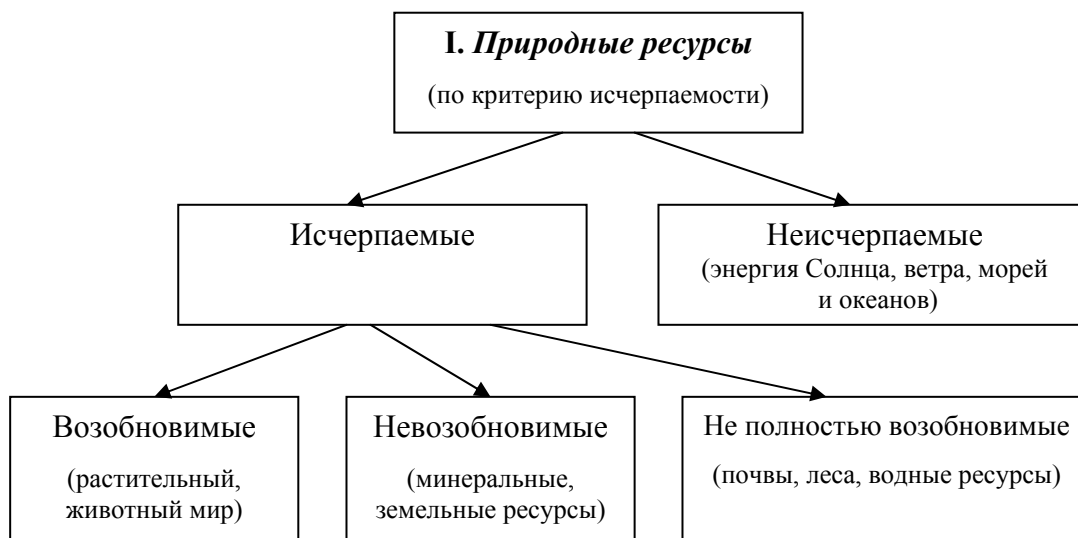 I. Природные ресурсы
(по критерию исчерпаемости)
Исчерпаемые
Неисчерпаемые
(энергия Солнца, ветра, морей
и океанов)
Возобновимые
(растительный,
животный мир)
Невозобновимые
(минеральные,
земельные ресурсы)
Не полностью возобновимые
(почвы, леса, водные ресурсы)